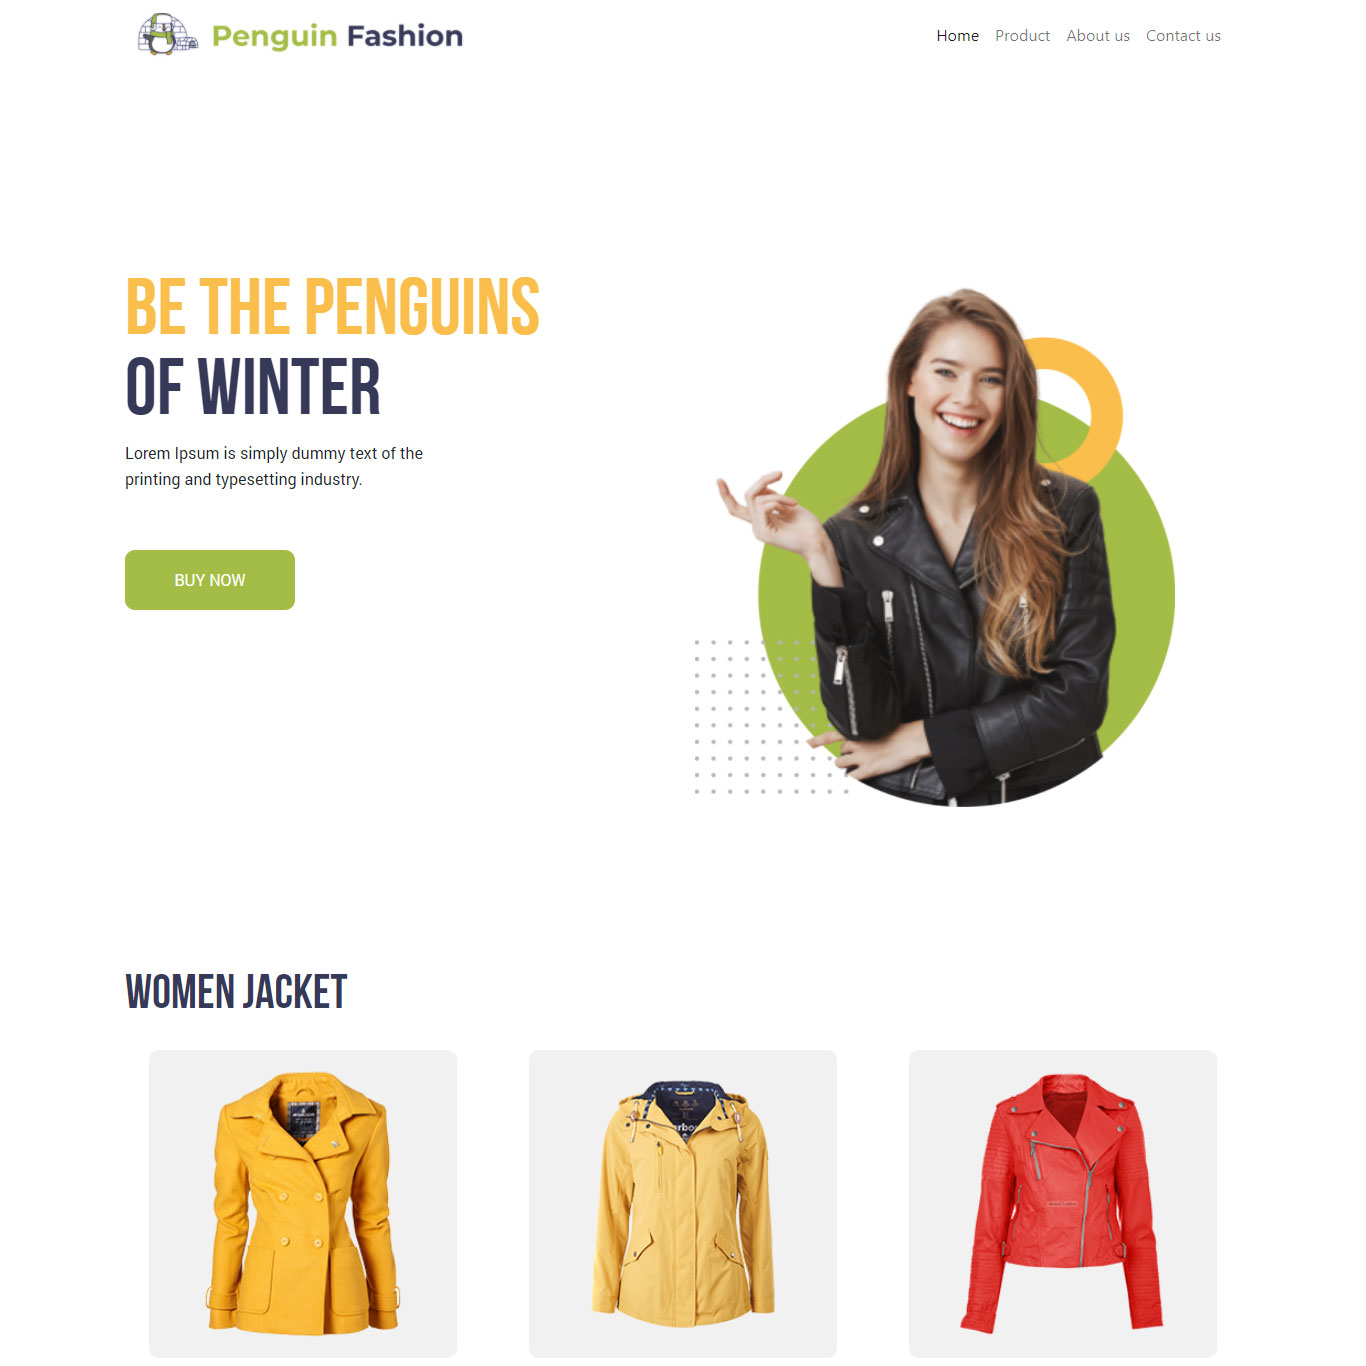 Penguin Fashion
Home Product About us Contact us
BE THE PENGUINS
OF WINTER
Lorem Ipsum is simply dummy text of the
printing and typesetting industry.
BUY NOW
WOMEN JACKET